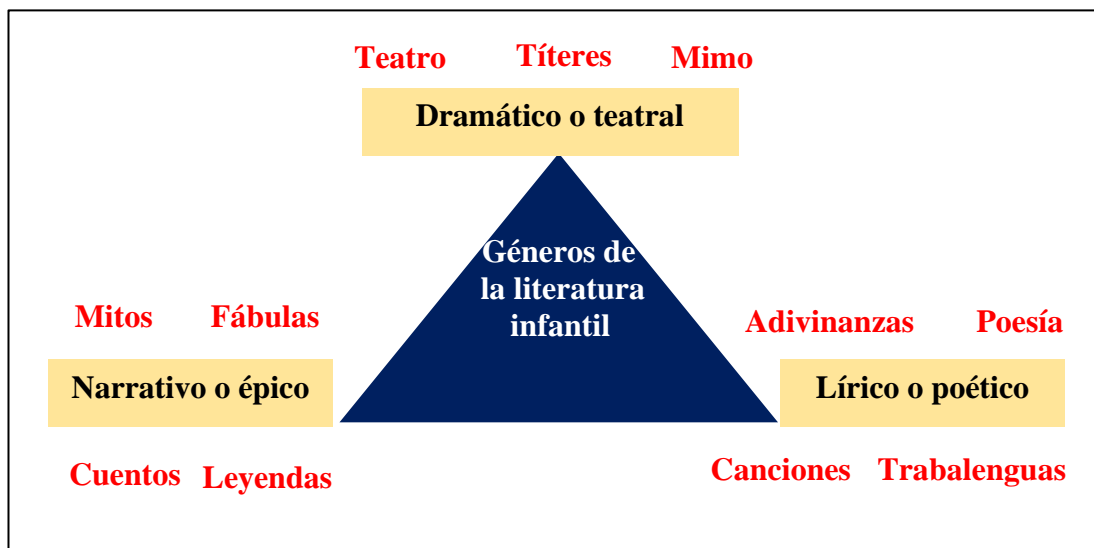 Teatro Títeres Mimo
Dramático o teatral
Géneros de
la literatura
infantil
Mitos Fábulas
Narrativo o épico
Cuentos Leyendas
Adivinanzas Poesía
Lírico o poético
Canciones Trabalenguas